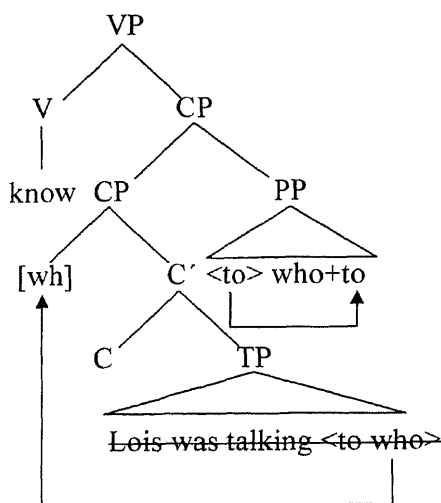 VP
V CP
know CP PP
[wh] C´ <to> who+to
C TP
Lois was talking <to who>